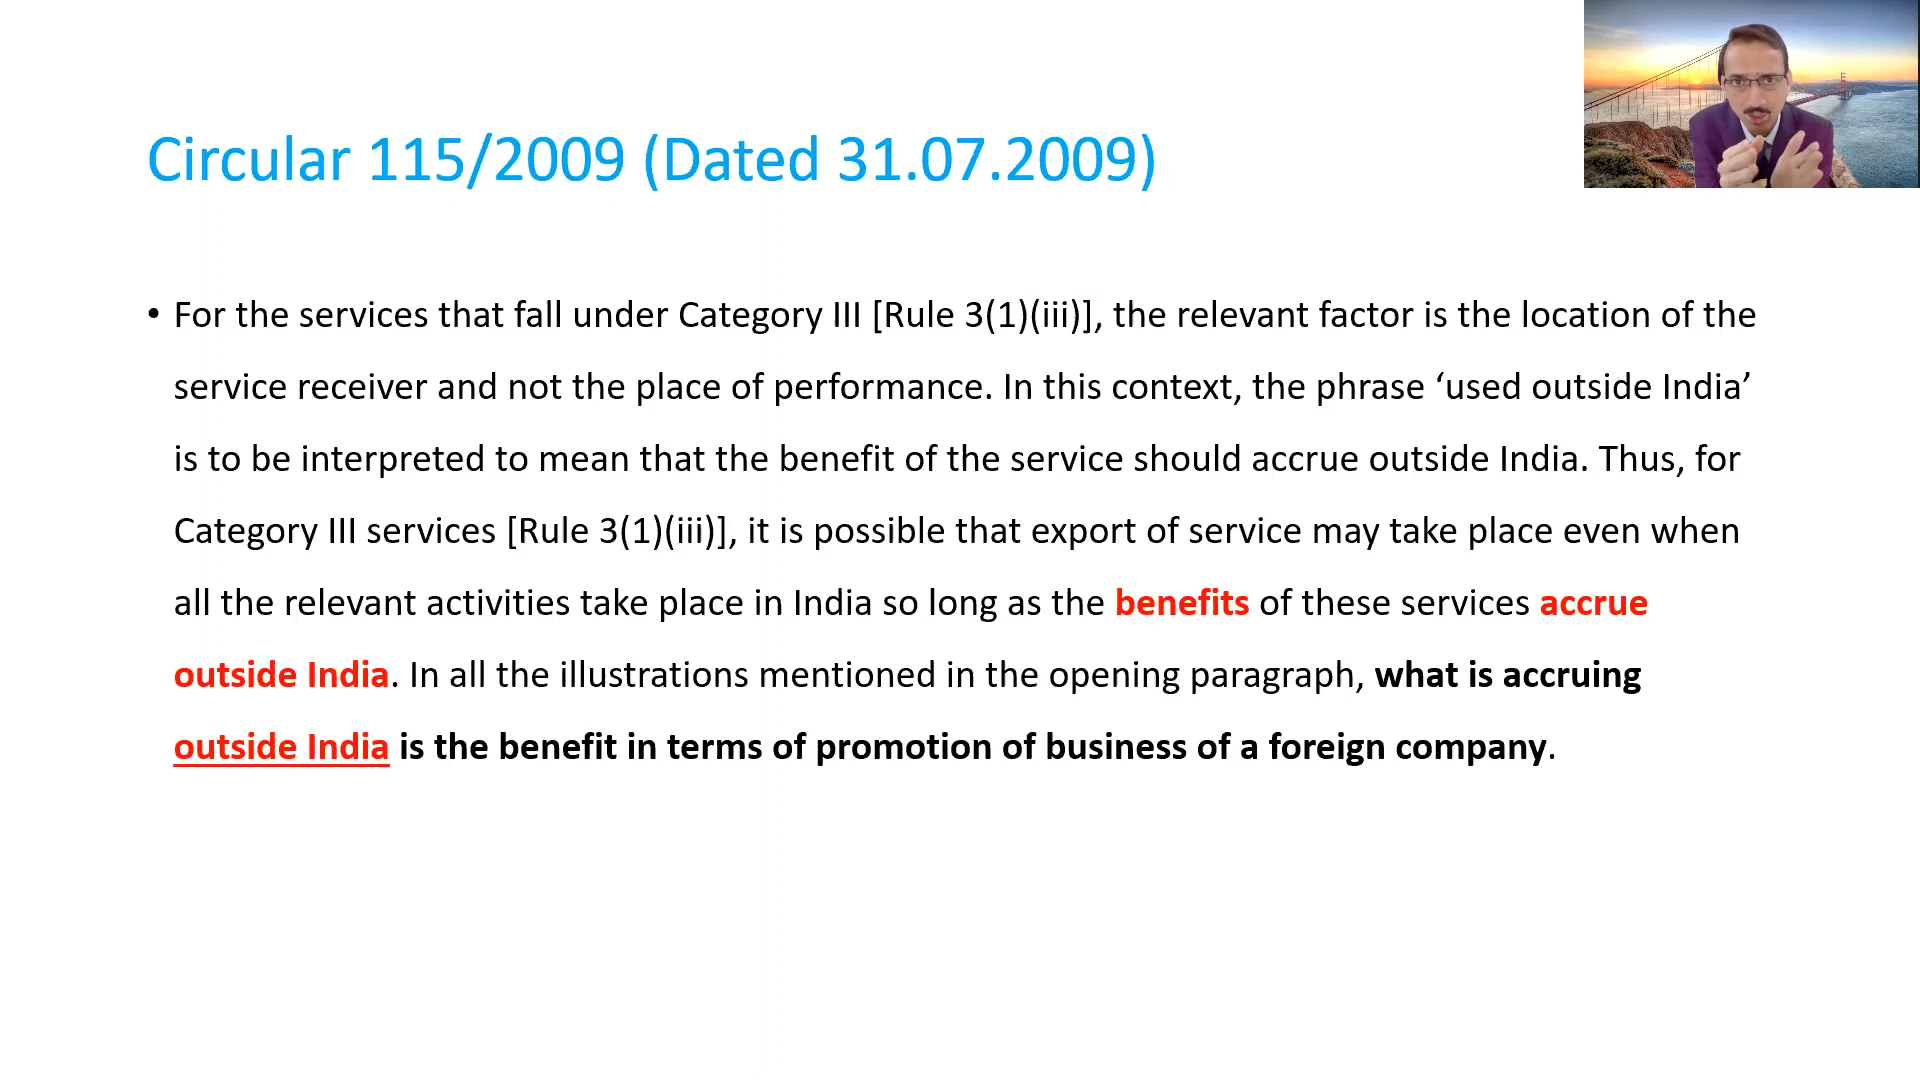 Circular 115/2009 (Dated 31.07.2009)
• For the services that fall under Category III [Rule 3(1)(iii)], the relevant factor is the location of the
service receiver and not the place of performance. In this context, the phrase ‘used outside India’
is to be interpreted to mean that the benefit of the service should accrue outside India. Thus, for
Category III services [Rule 3(1)(iii)], it is possible that export of service may take place even when
all the relevant activities take place in India so long as the benefits of these services accrue
outside India. In all the illustrations mentioned in the opening paragraph, what is accruing
outside India is the benefit in terms of promotion of business of a foreign company.